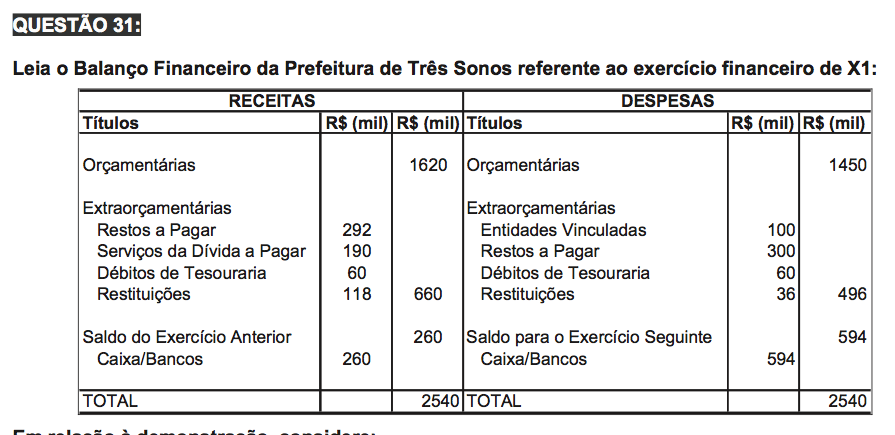 QUESTÃO 31:
Leia o Balanço Financeiro da Prefeitura de Três Sonos referente ao exercício financeiro de X1:
RECEITAS DESPESAS
Títulos R$ (mil) R$ (mil) Títulos R$ (mil) R$ (mil)
Orçamentárias 1620 Orçamentárias 1450
Extraorçamentárias Extraorçamentárias
Restos a Pagar 292 Entidades Vinculadas 100
Serviços da Dívida a Pagar 190 Restos a Pagar 300
Débitos de Tesouraria 60 Débitos de Tesouraria 60
Restituições 118 660 Restituições 36 496
Saldo do Exercício Anterior 260 Saldo para o Exercício Seguinte 594
Caixa/Bancos 260 Caixa/Bancos 594
TOTAL 2540 TOTAL 2540
Em relação à demonstração, considere: